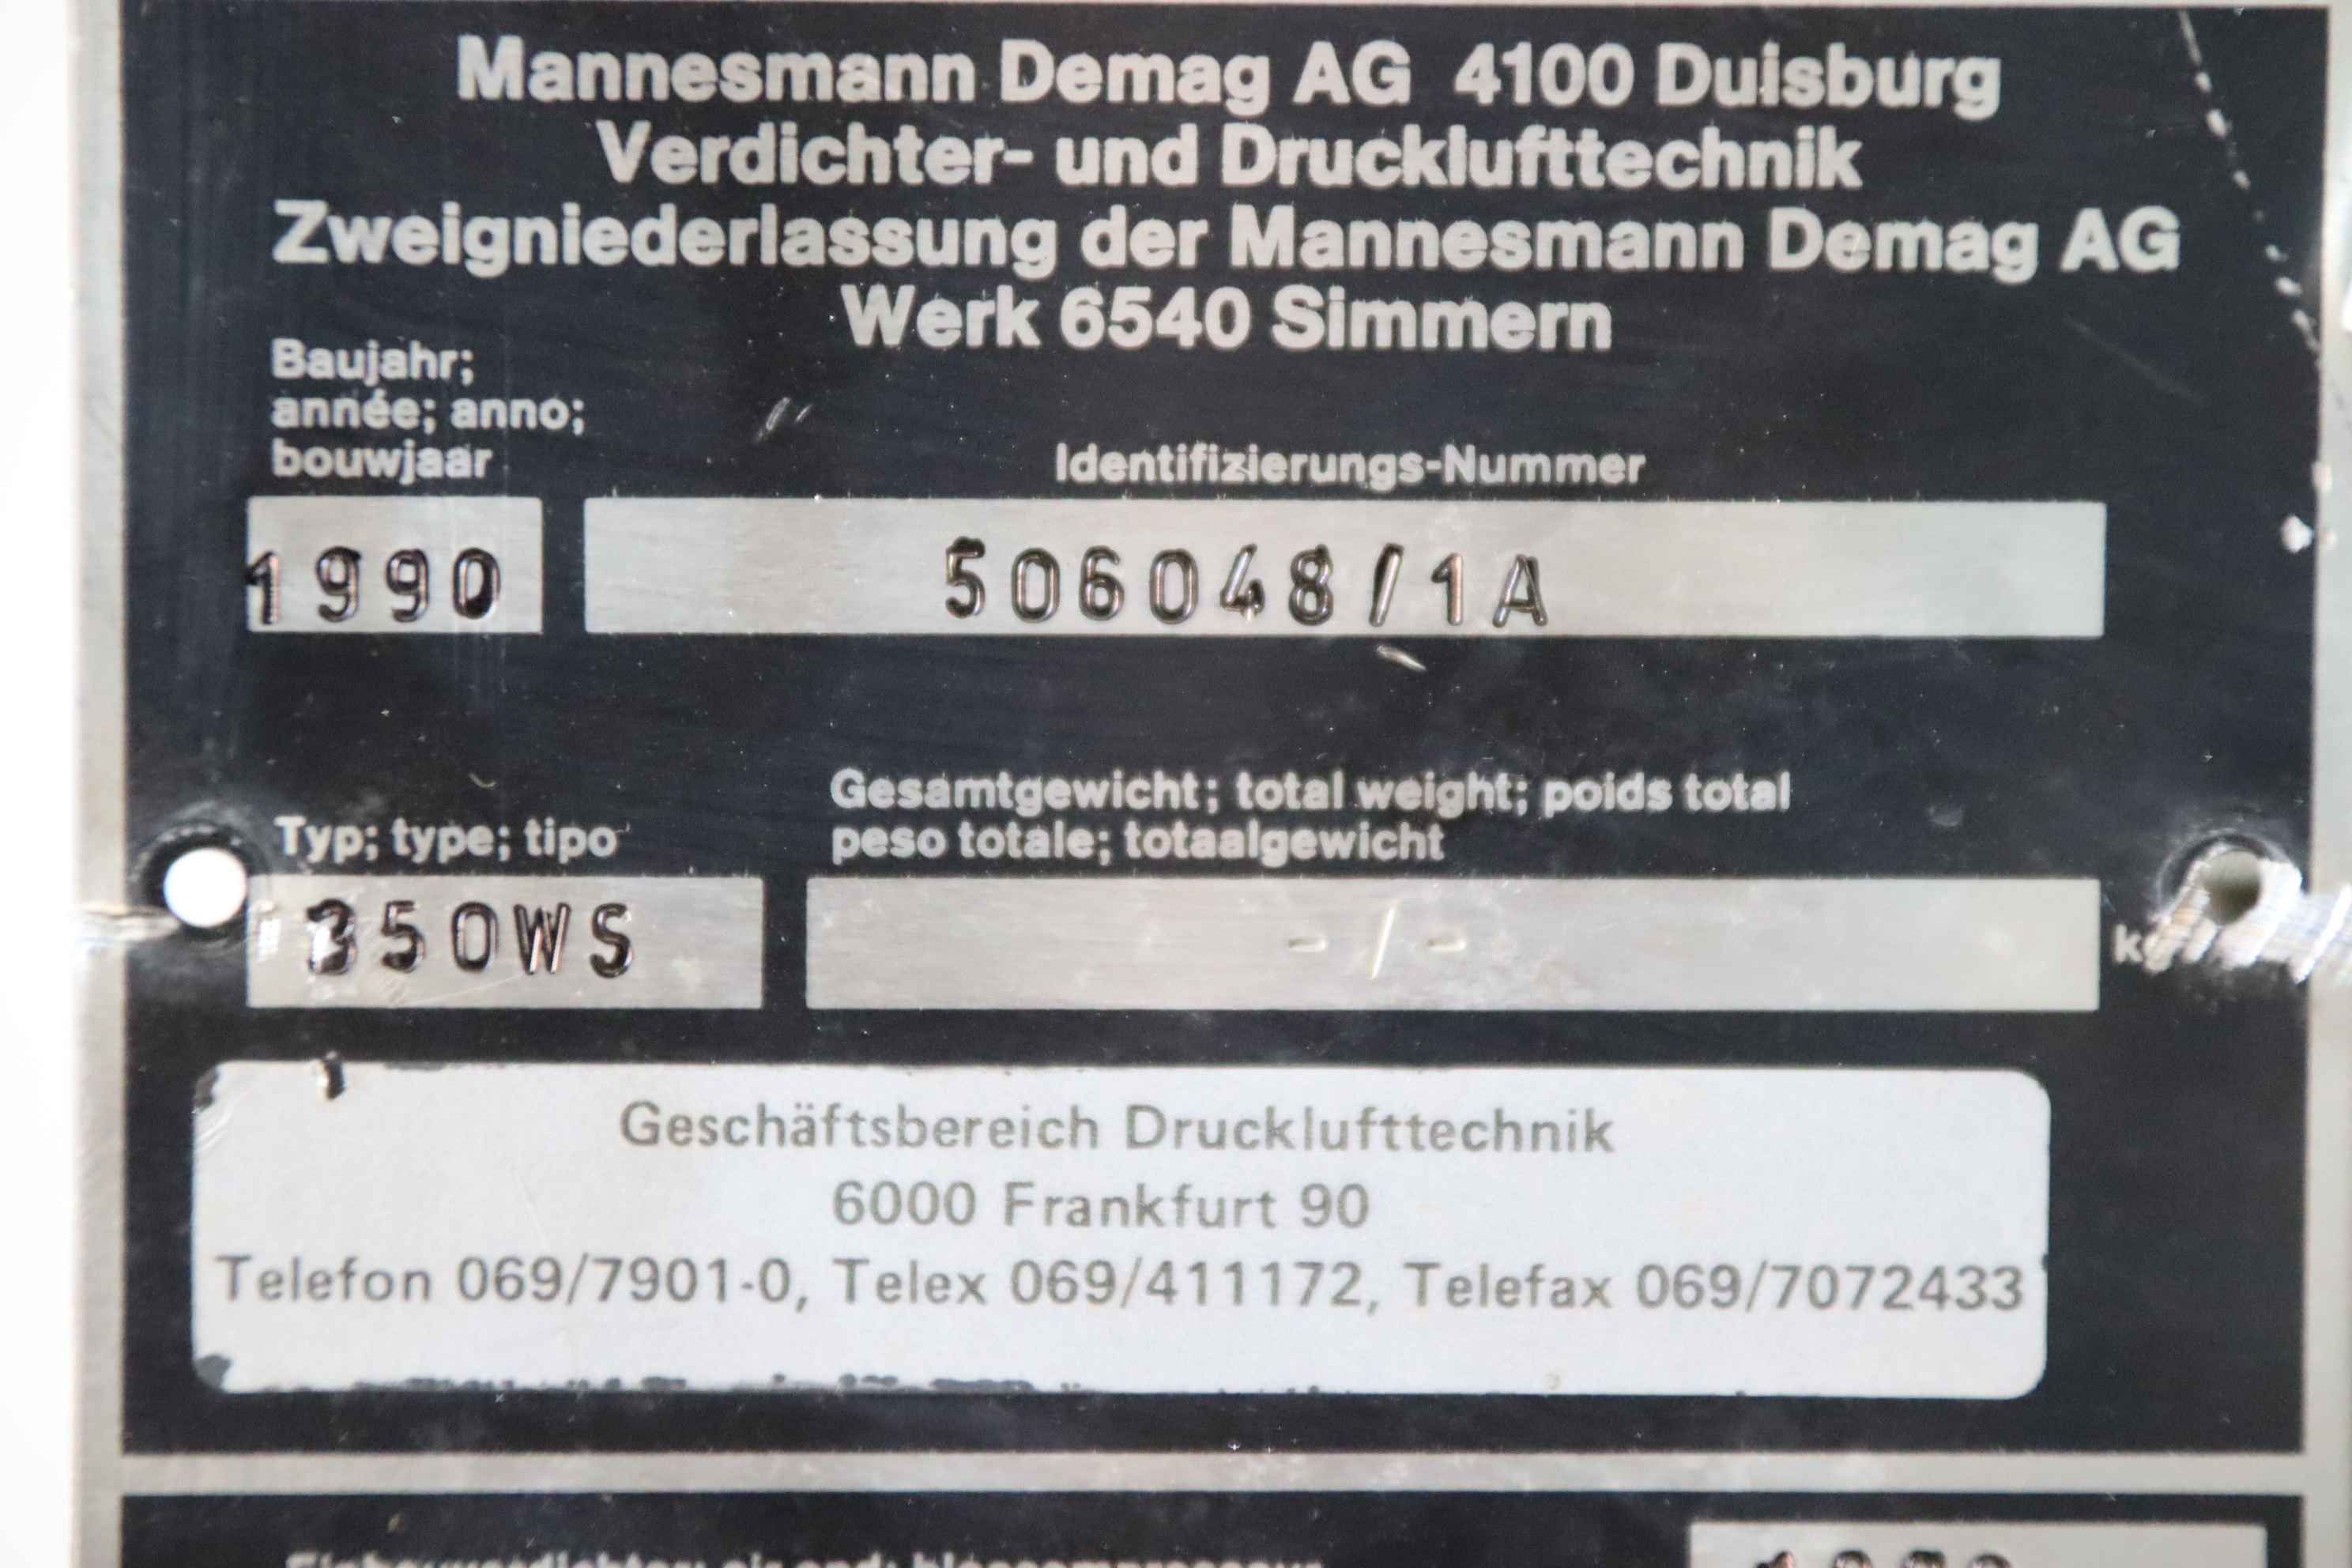 Mannesmann Demag AG 4100 Duisburg
Verdichter- und Drucklufttechnik
Zweigniederlassung der Mannesmann Demag AG
Werk 6540 Simmern
Baujahr;
année; anno;
bouwjaar
Identifizierungs-Nummer
1990
506048/1A
Typ; type; tipo
Gesamtgewicht; total weight; poids total
peso totale; totaalgewicht
350WS
- / -
kg
Geschäftsbereich Drucklufttechnik
6000 Frankfurt 90
Telefon 069/7901-0, Telex 069/411172, Telefax 069/7072433